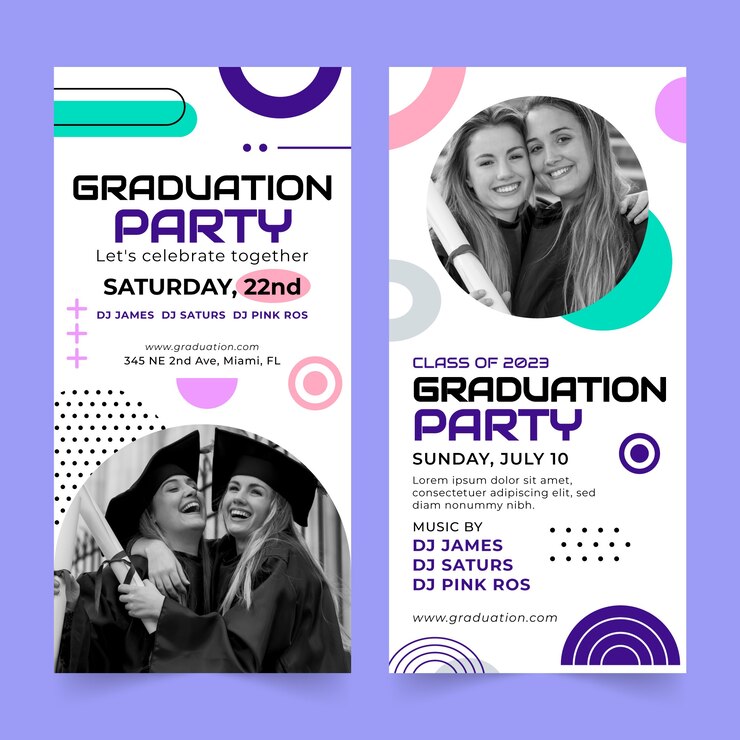 GRADUATION
PARTY
Let's celebrate together
SATURDAY, 22nd
DJ JAMES DJ SATURS DJ PINK ROS
www.graduation.com
345 NE 2nd Ave, Miami, FL
CLASS OF 2023
GRADUATION
PARTY
SUNDAY, JULY 10
Lorem ipsum dolor sit amet,
consectetuer adipiscing elit, sed
diam nonummy nibh.
MUSIC BY
DJ JAMES
DJ SATURS
DJ PINK ROS
www.graduation.com